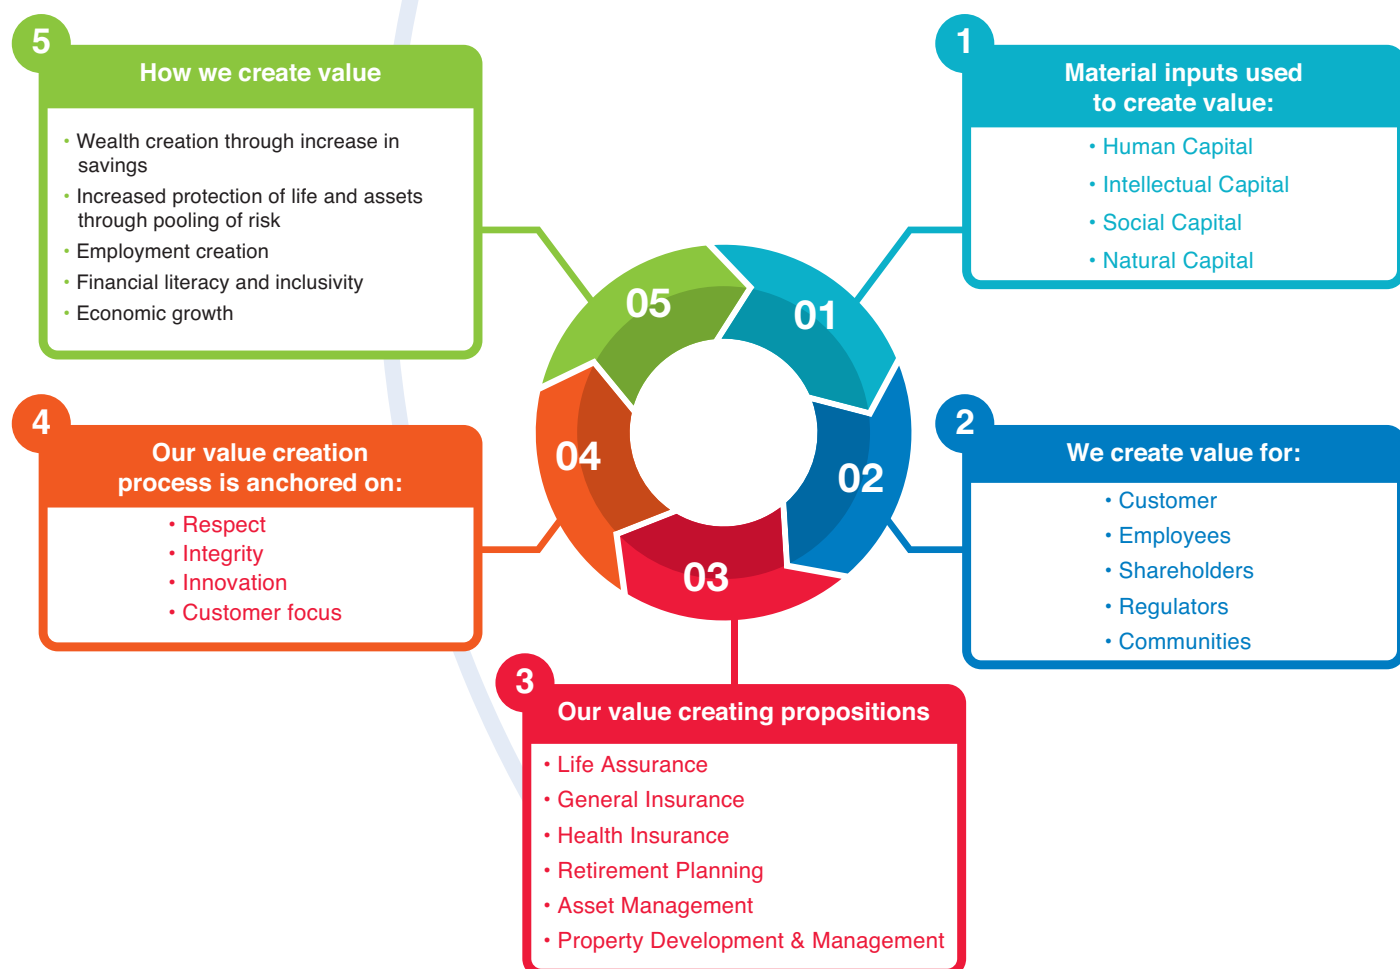 1
Material inputs used
to create value:
• Human Capital
• Intellectual Capital
• Social Capital
• Natural Capital
2
We create value for:
• Customer
• Employees
• Shareholders
• Regulators
• Communities
3
Our value creating propositions
• Life Assurance
• General Insurance
• Health Insurance
• Retirement Planning
• Asset Management
• Property Development & Management
4
Our value creation
process is anchored on:
• Respect
• Integrity
• Innovation
• Customer focus
5
How we create value
• Wealth creation through increase in
savings
• Increased protection of life and assets
through pooling of risk
• Employment creation
• Financial literacy and inclusivity
• Economic growth
01
02
03
04
05